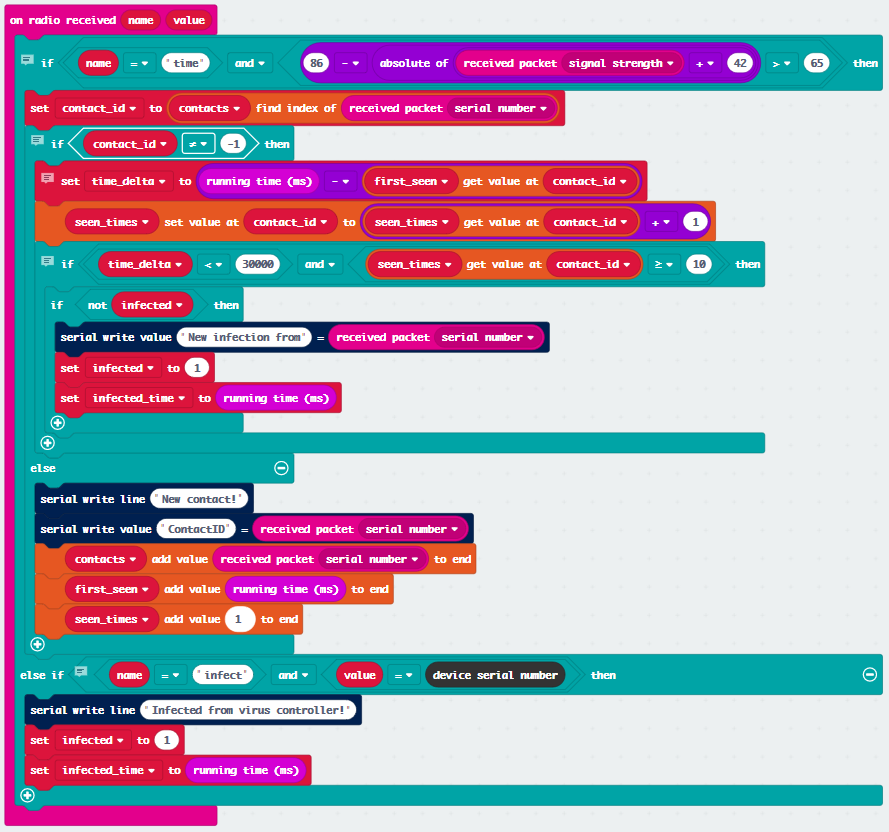 on radio received name value
if name = "time" and 86 - absolute of received packet signal strength + 42 > 65 then
set contact_id to contacts find index of received packet serial number
if contact_id ≠ -1 then
set time_delta to running time (ms) - first_seen get value at contact_id
seen_times set value at contact_id to seen_times get value at contact_id + 1
if time_delta < 30000 and seen_times get value at contact_id ≥ 10 then
if not infected then
serial write value "New infection from" = received packet serial number
set infected to 1
set infected_time to running time (ms)
else
serial write line "New contact!"
serial write value "ContactID" = received packet serial number
contacts add value received packet serial number to end
first_seen add value running time (ms) to end
seen_times add value 1 to end
else if name = "infect" and value = device serial number then
serial write line "Infected from virus controller!"
set infected to 1
set infected_time to running time (ms)